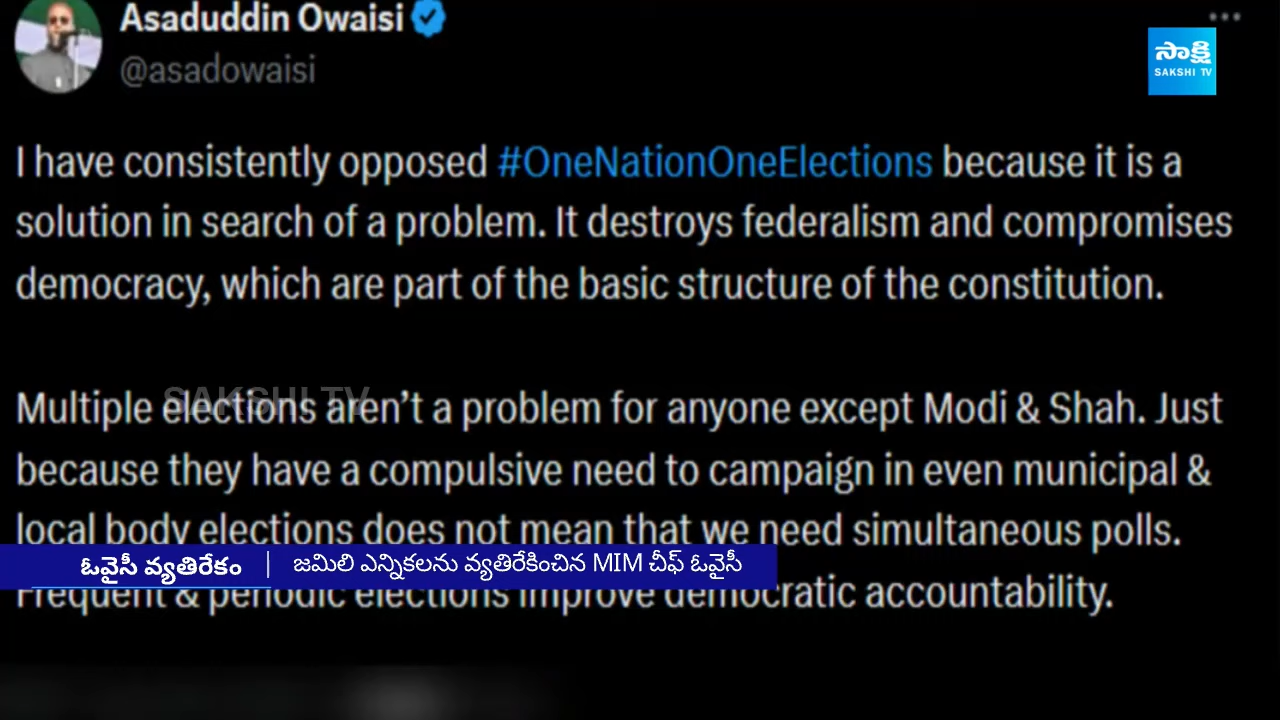 Asaduddin Owaisi
@asadowaisi
సాక్షి
SAKSHI TV
I have consistently opposed #OneNationOneElections because it is a
solution in search of a problem. It destroys federalism and compromises
democracy, which are part of the basic structure of the constitution.
SAKSHI TV
Multiple elections aren’t a problem for anyone except Modi & Shah. Just
because they have a compulsive need to campaign in even municipal &
local body elections does not mean that we need simultaneous polls.
ఓవైసీ వ్యతిరేకం | జమిలి ఎన్నికలను వ్యతిరేకించిన MIM చీఫ్ ఓవైసీ
Frequent & periodic elections improve democratic accountability.